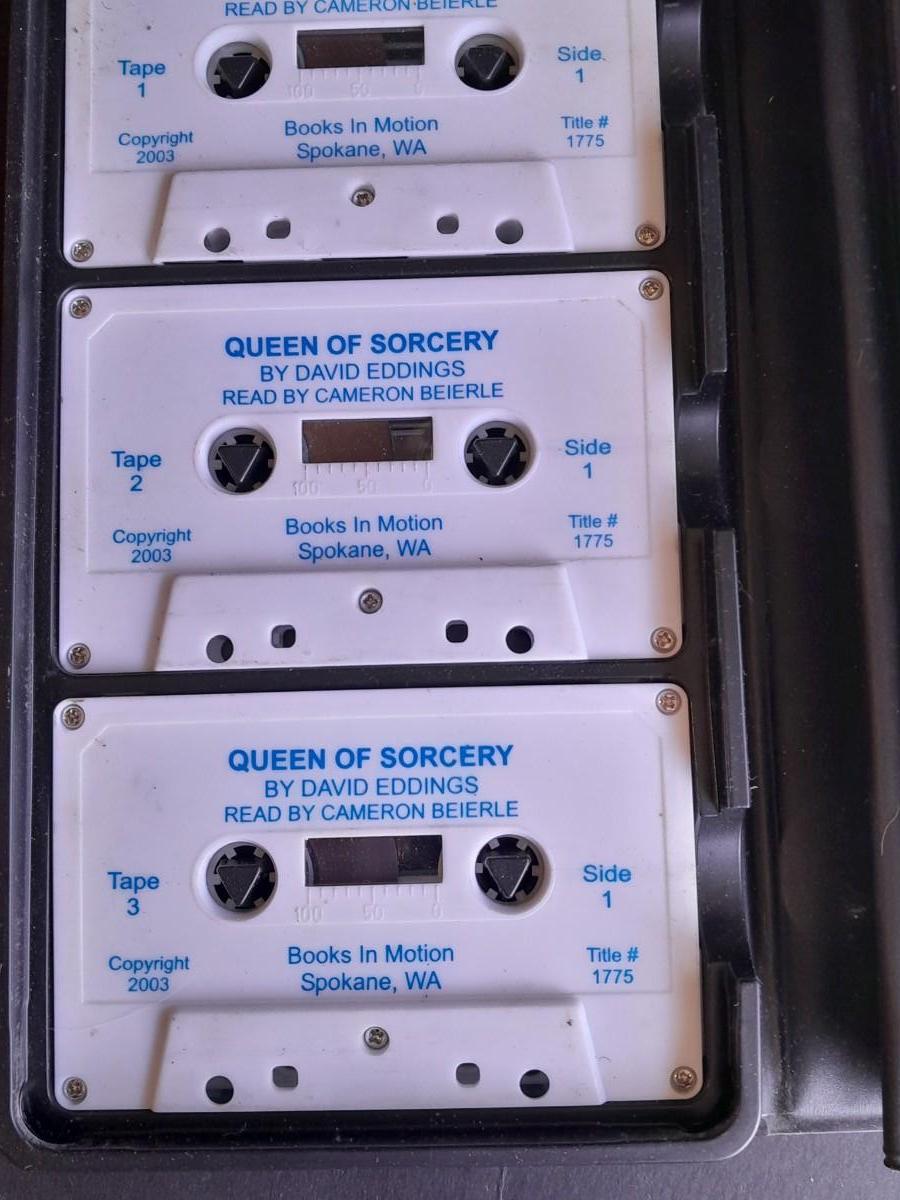 READ BY CAMERON BEIERLE
Tape
1
Side
1
100 50 0
Copyright
2003
Books In Motion
Spokane, WA
Title #
1775
QUEEN OF SORCERY
BY DAVID EDDINGS
READ BY CAMERON BEIERLE
Tape
2
Side
1
100 50 0
Copyright
2003
Books In Motion
Spokane, WA
Title #
1775
QUEEN OF SORCERY
BY DAVID EDDINGS
READ BY CAMERON BEIERLE
Tape
3
Side
1
100 50 0
Copyright
2003
Books In Motion
Spokane, WA
Title #
1775